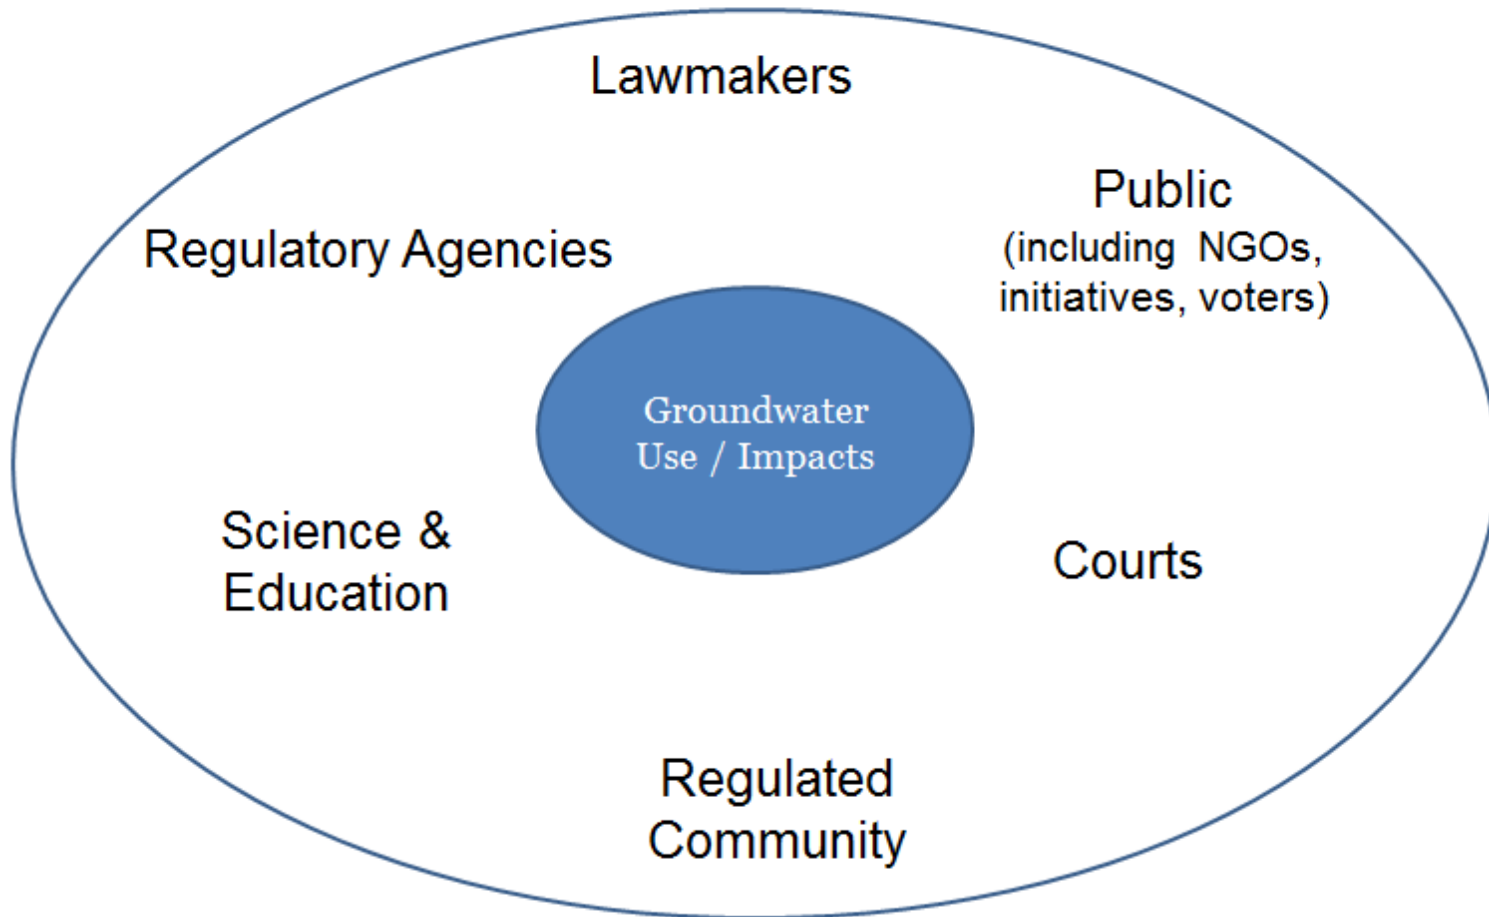 Lawmakers
Public
(including NGOs,
initiatives, voters)
Regulatory Agencies
Groundwater
Use / Impacts
Science &
Education
Courts
Regulated
Community